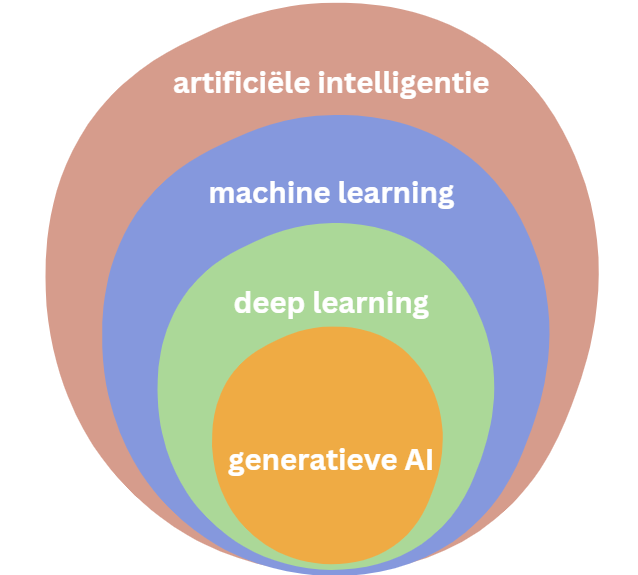 artificiële intelligentie
machine learning
deep learning
generatieve AI